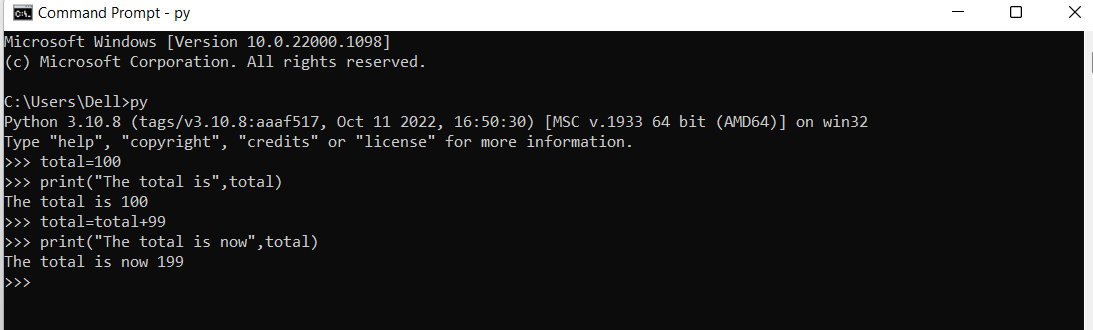 Command Prompt - py
Microsoft Windows [Version 10.0.22000.1098]
(c) Microsoft Corporation. All rights reserved.
C:\Users\Dell>py
Python 3.10.8 (tags/v3.10.8:aaaf517, Oct 11 2022, 16:50:30) [MSC v.1933 64 bit (AMD64)] on win32
Type "help", "copyright", "credits" or "license" for more information.
>>> total=100
>>> print("The total is",total)
The total is 100
>>> total=total+99
>>> print("The total is now",total)
The total is now 199
>>>